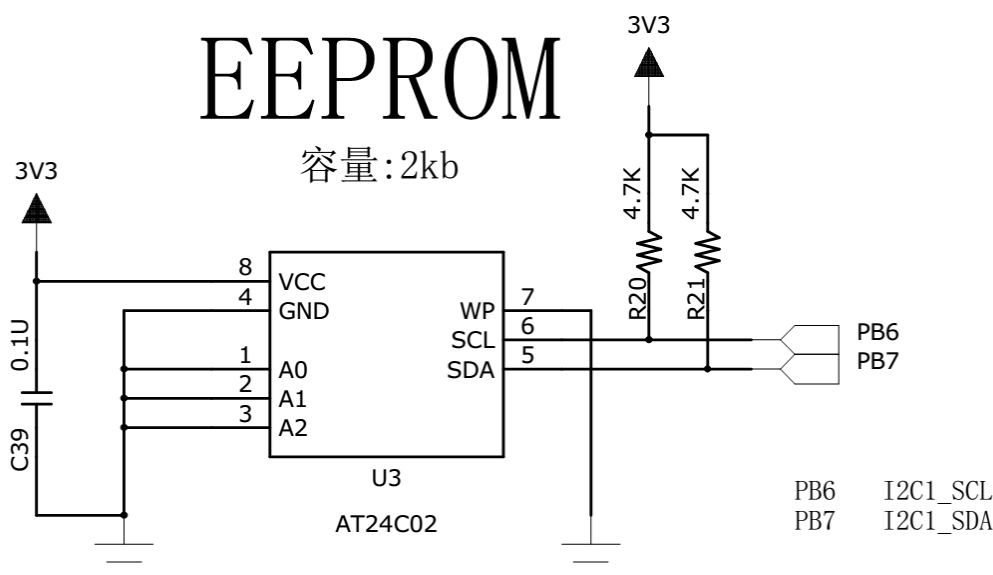 EEPROM
容量:2kb
3V3
3V3
4.7K
4.7K
R20
R21
0.1U
C39
8 VCC
4 GND
1 A0
2 A1
3 A2
WP 7
SCL 6
SDA 5
U3
AT24C02
PB6
PB7
PB6 I2C1_SCL
PB7 I2C1_SDA